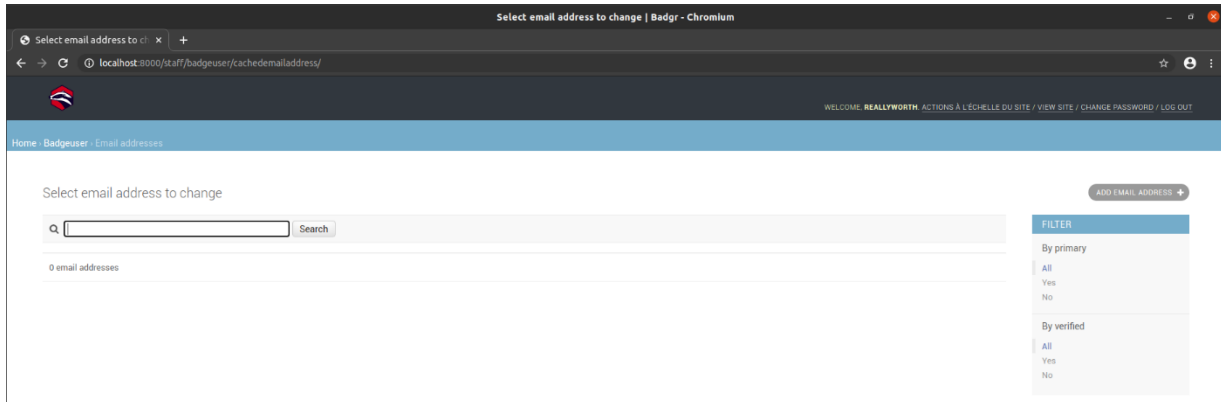 Select email address to change | Badgr - Chromium
Select email address to ch
localhost:8000/staff/badgeuser/cachedemailaddress/
WELCOME, REALLYWORTH. ACTIONS À L'ÉCHELLE DU SITE / VIEW SITE / CHANGE PASSWORD / LOG OUT
Home › Badgeuser › Email addresses
Select email address to change
ADD EMAIL ADDRESS +
Search
0 email addresses
FILTER
By primary
All
Yes
No
By verified
All
Yes
No